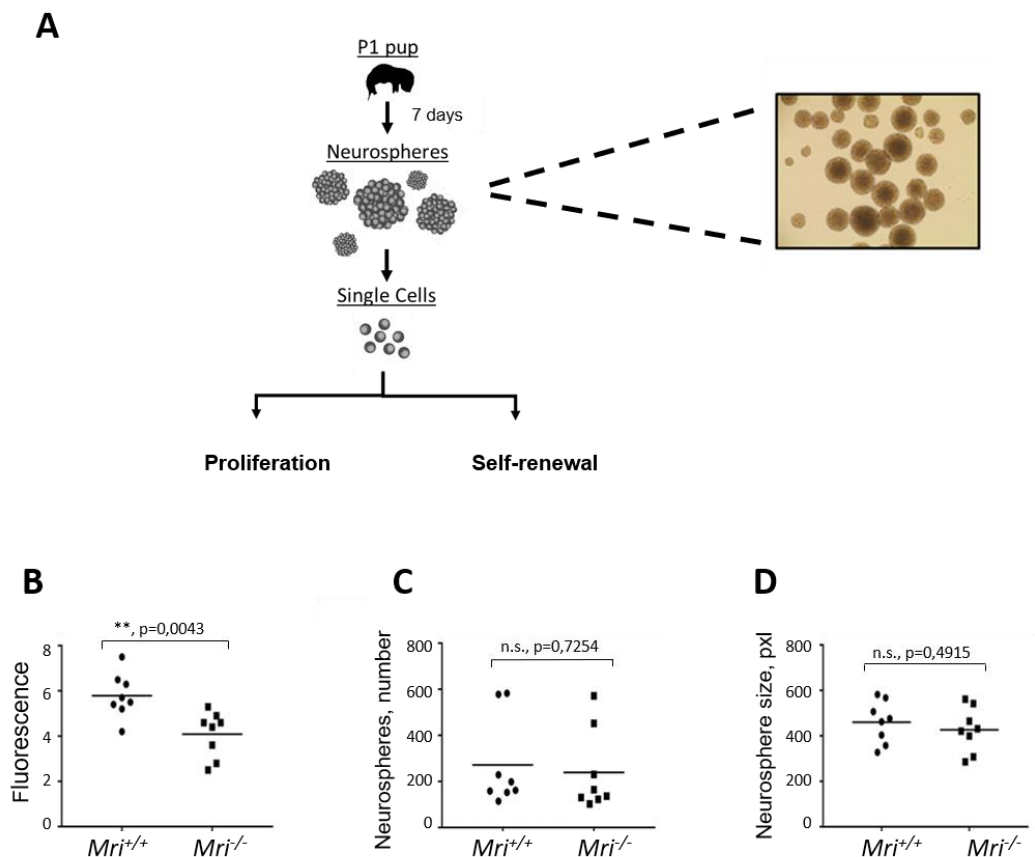 A
P1 pup
7 days
Neurospheres
Single Cells
Proliferation
Self-renewal
B
**, p=0,0043
Fluorescence
8
6
4
2
0
Mri+/+
Mri-/-
C
n.s., p=0,7254
Neurospheres, number
800
600
400
200
0
Mri+/+
Mri-/-
D
n.s., p=0,4915
Neurosphere size, pxl
800
600
400
200
0
Mri+/+
Mri-/-